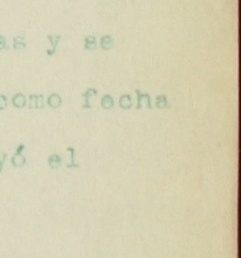 as y se
como fecha
yó el